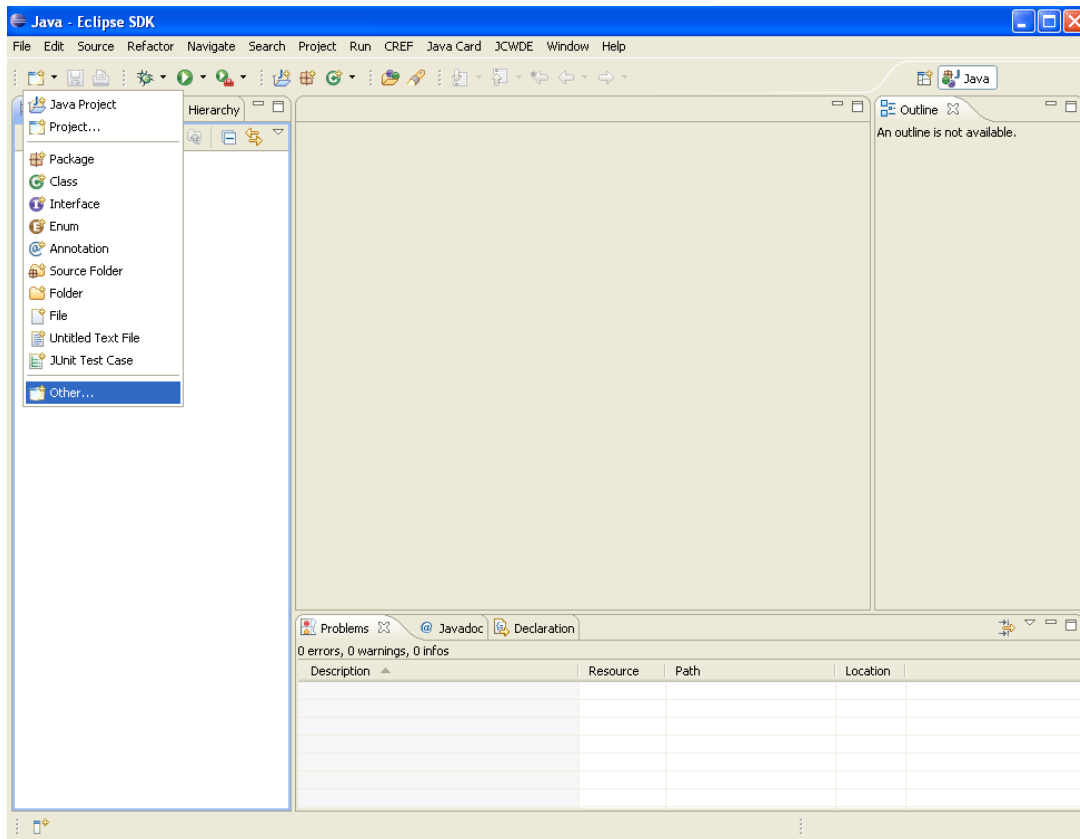 Java - Eclipse SDK
File Edit Source Refactor Navigate Search Project Run CREF Java Card JCWDE Window Help
Java
Java Project
Project...
Package
Class
Interface
Enum
Annotation
Source Folder
Folder
File
Untitled Text File
JUnit Test Case
Other...
Hierarchy
Outline
An outline is not available.
Problems
@ Javadoc
Declaration
0 errors, 0 warnings, 0 infos
Description Resource Path Location